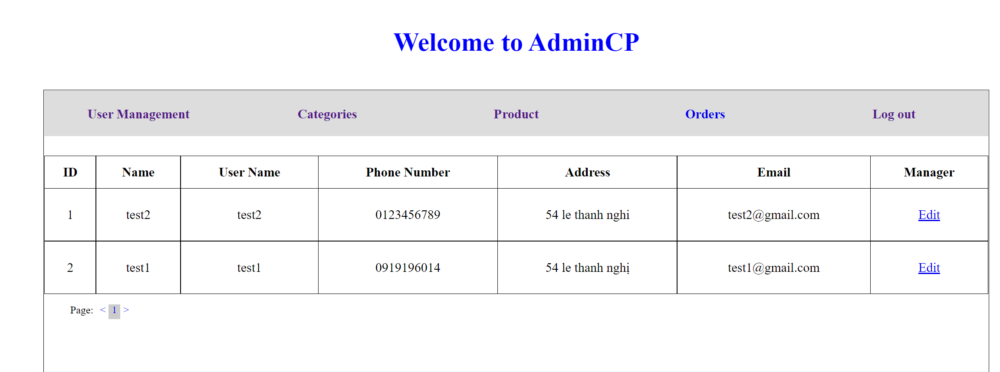 Welcome to AdminCP
User Management Categories Product Orders Log out
ID Name User Name Phone Number Address Email Manager
1 test2 test2 0123456789 54 le thanh nghi test2@gmail.com Edit
2 test1 test1 0919196014 54 le thanh nghị test1@gmail.com Edit
Page: < 1 >